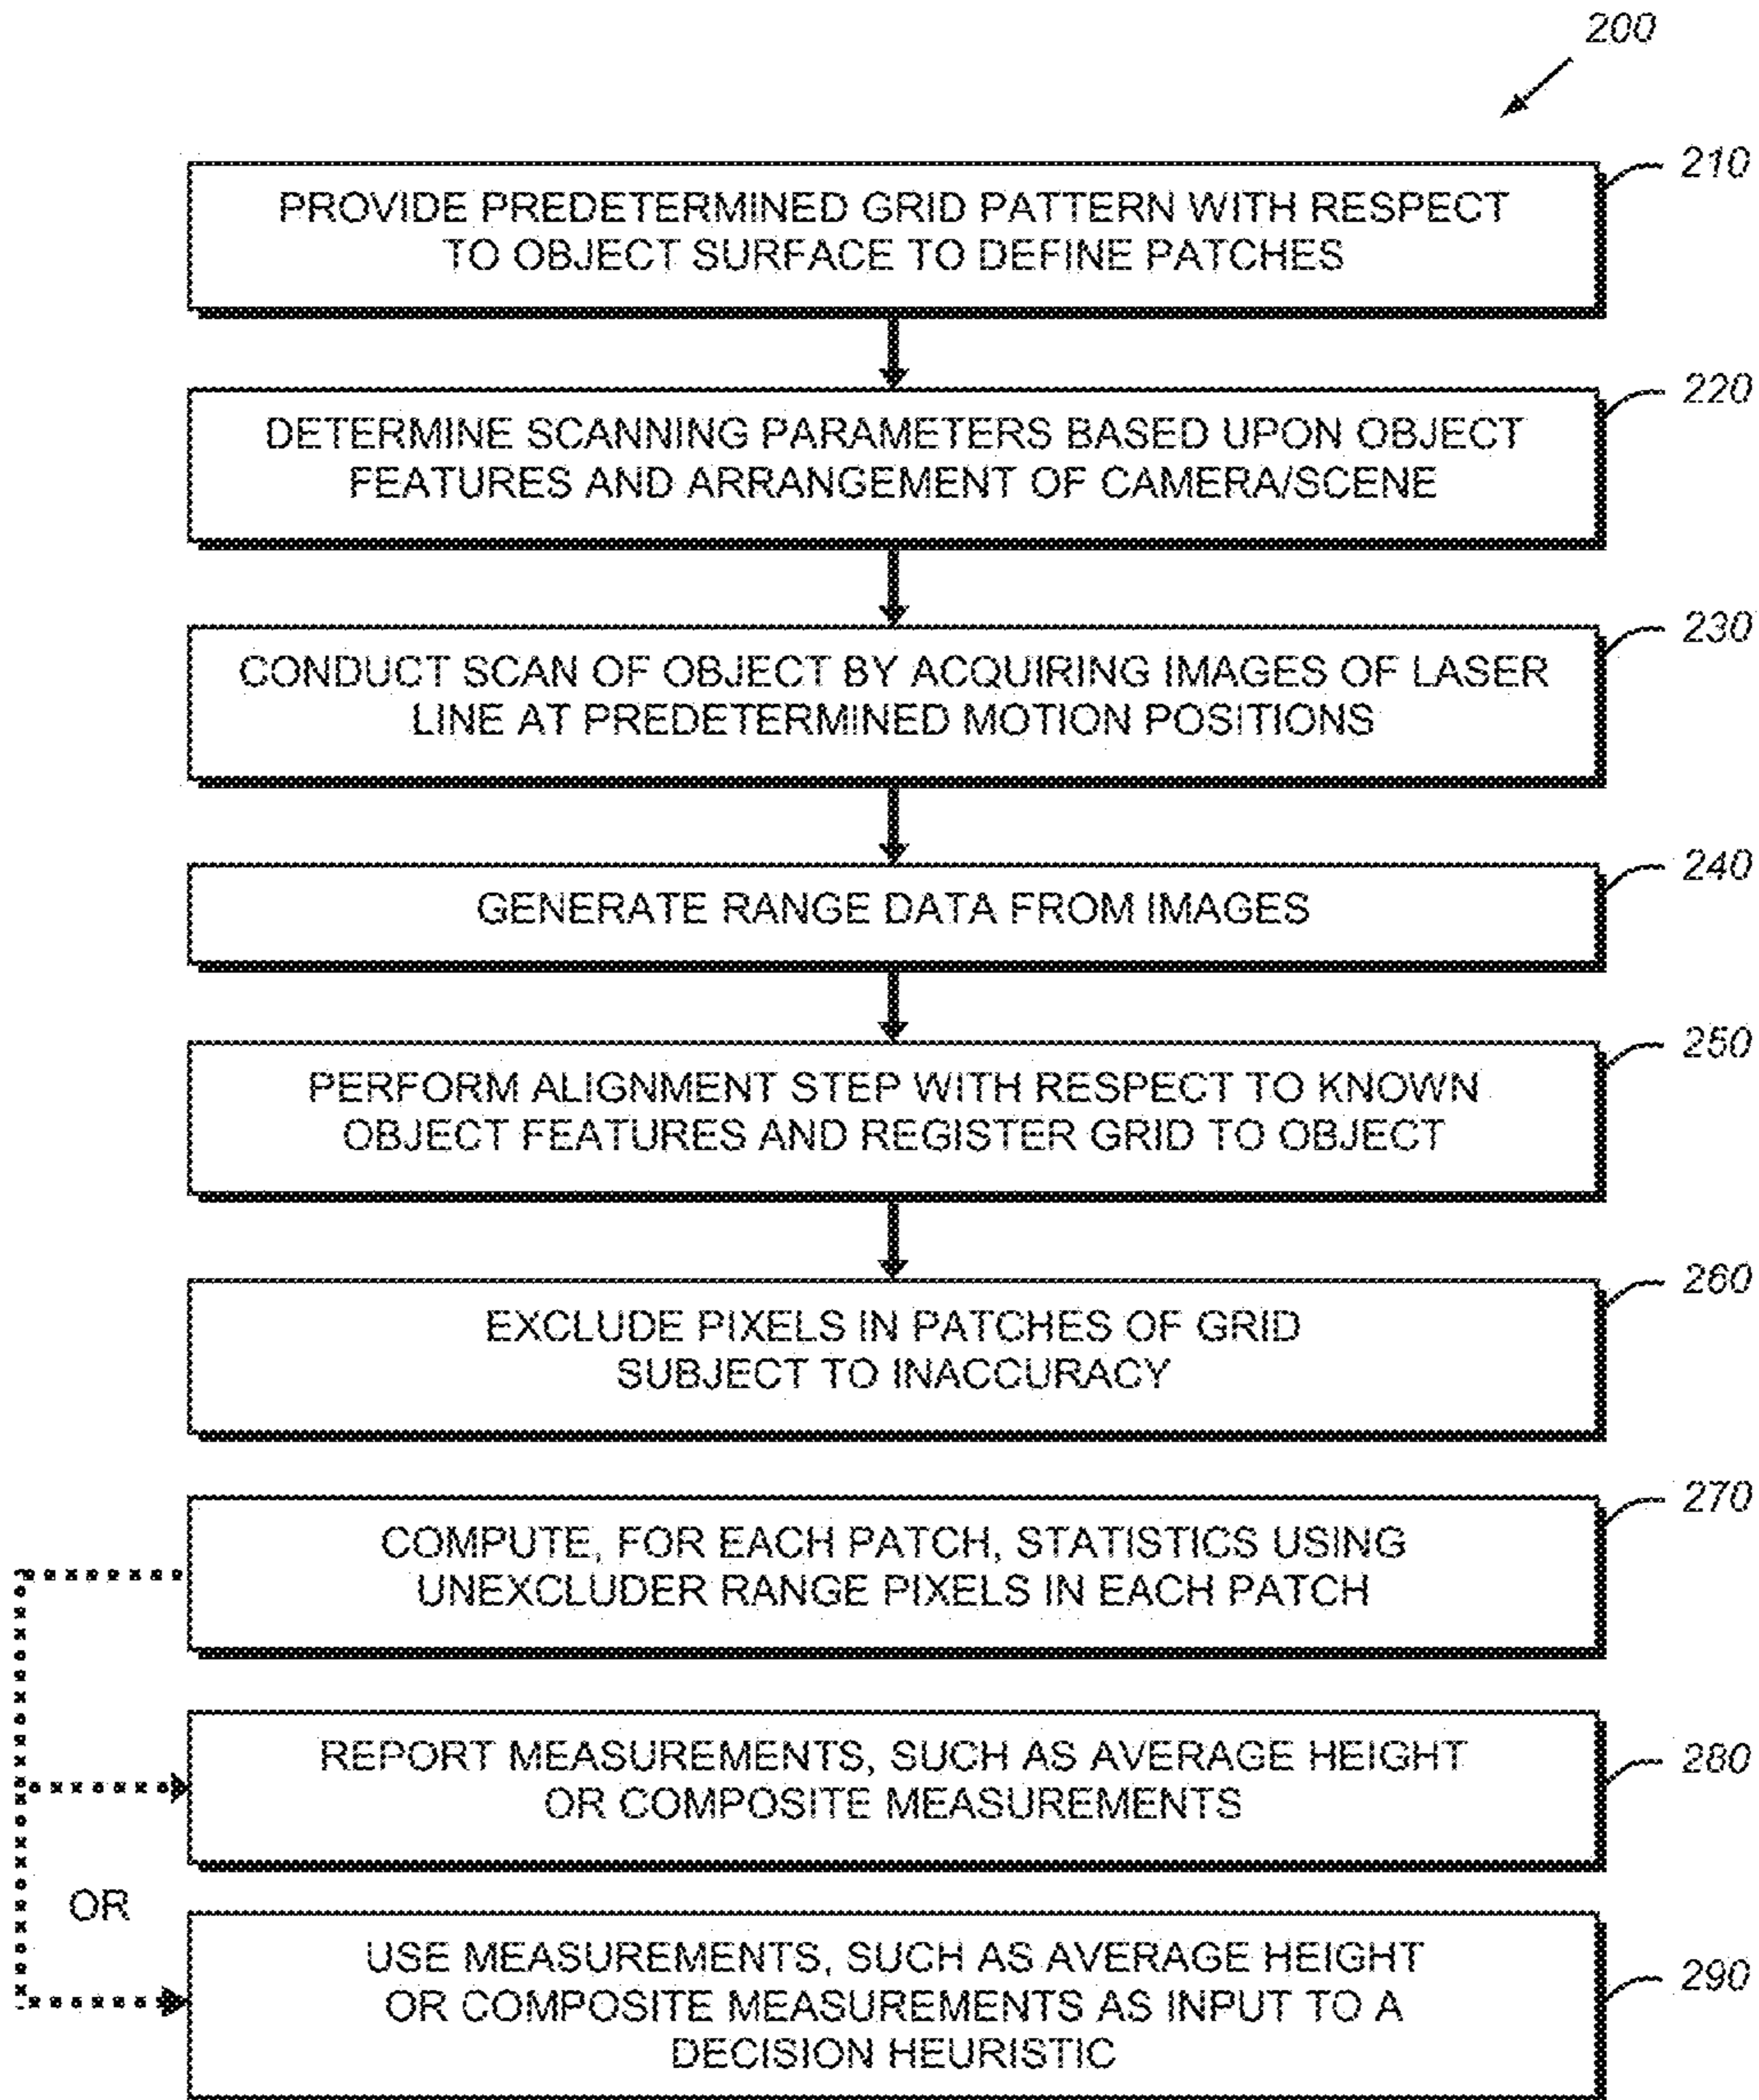 200
210
PROVIDE PREDETERMINED GRID PATTERN WITH RESPECT
TO OBJECT SURFACE TO DEFINE PATCHES
220
DETERMINE SCANNING PARAMETERS BASED UPON OBJECT
FEATURES AND ARRANGEMENT OF CAMERA/SCENE
230
CONDUCT SCAN OF OBJECT BY ACQUIRING IMAGES OF LASER
LINE AT PREDETERMINED MOTION POSITIONS
240
GENERATE RANGE DATA FROM IMAGES
250
PERFORM ALIGNMENT STEP WITH RESPECT TO KNOWN
OBJECT FEATURES AND REGISTER GRID TO OBJECT
260
EXCLUDE PIXELS IN PATCHES OF GRID
SUBJECT TO INACCURACY
270
COMPUTE, FOR EACH PATCH, STATISTICS USING
UNEXCLUDER RANGE PIXELS IN EACH PATCH
280
REPORT MEASUREMENTS, SUCH AS AVERAGE HEIGHT
OR COMPOSITE MEASUREMENTS
OR
290
USE MEASUREMENTS, SUCH AS AVERAGE HEIGHT
OR COMPOSITE MEASUREMENTS AS INPUT TO A
DECISION HEURISTIC